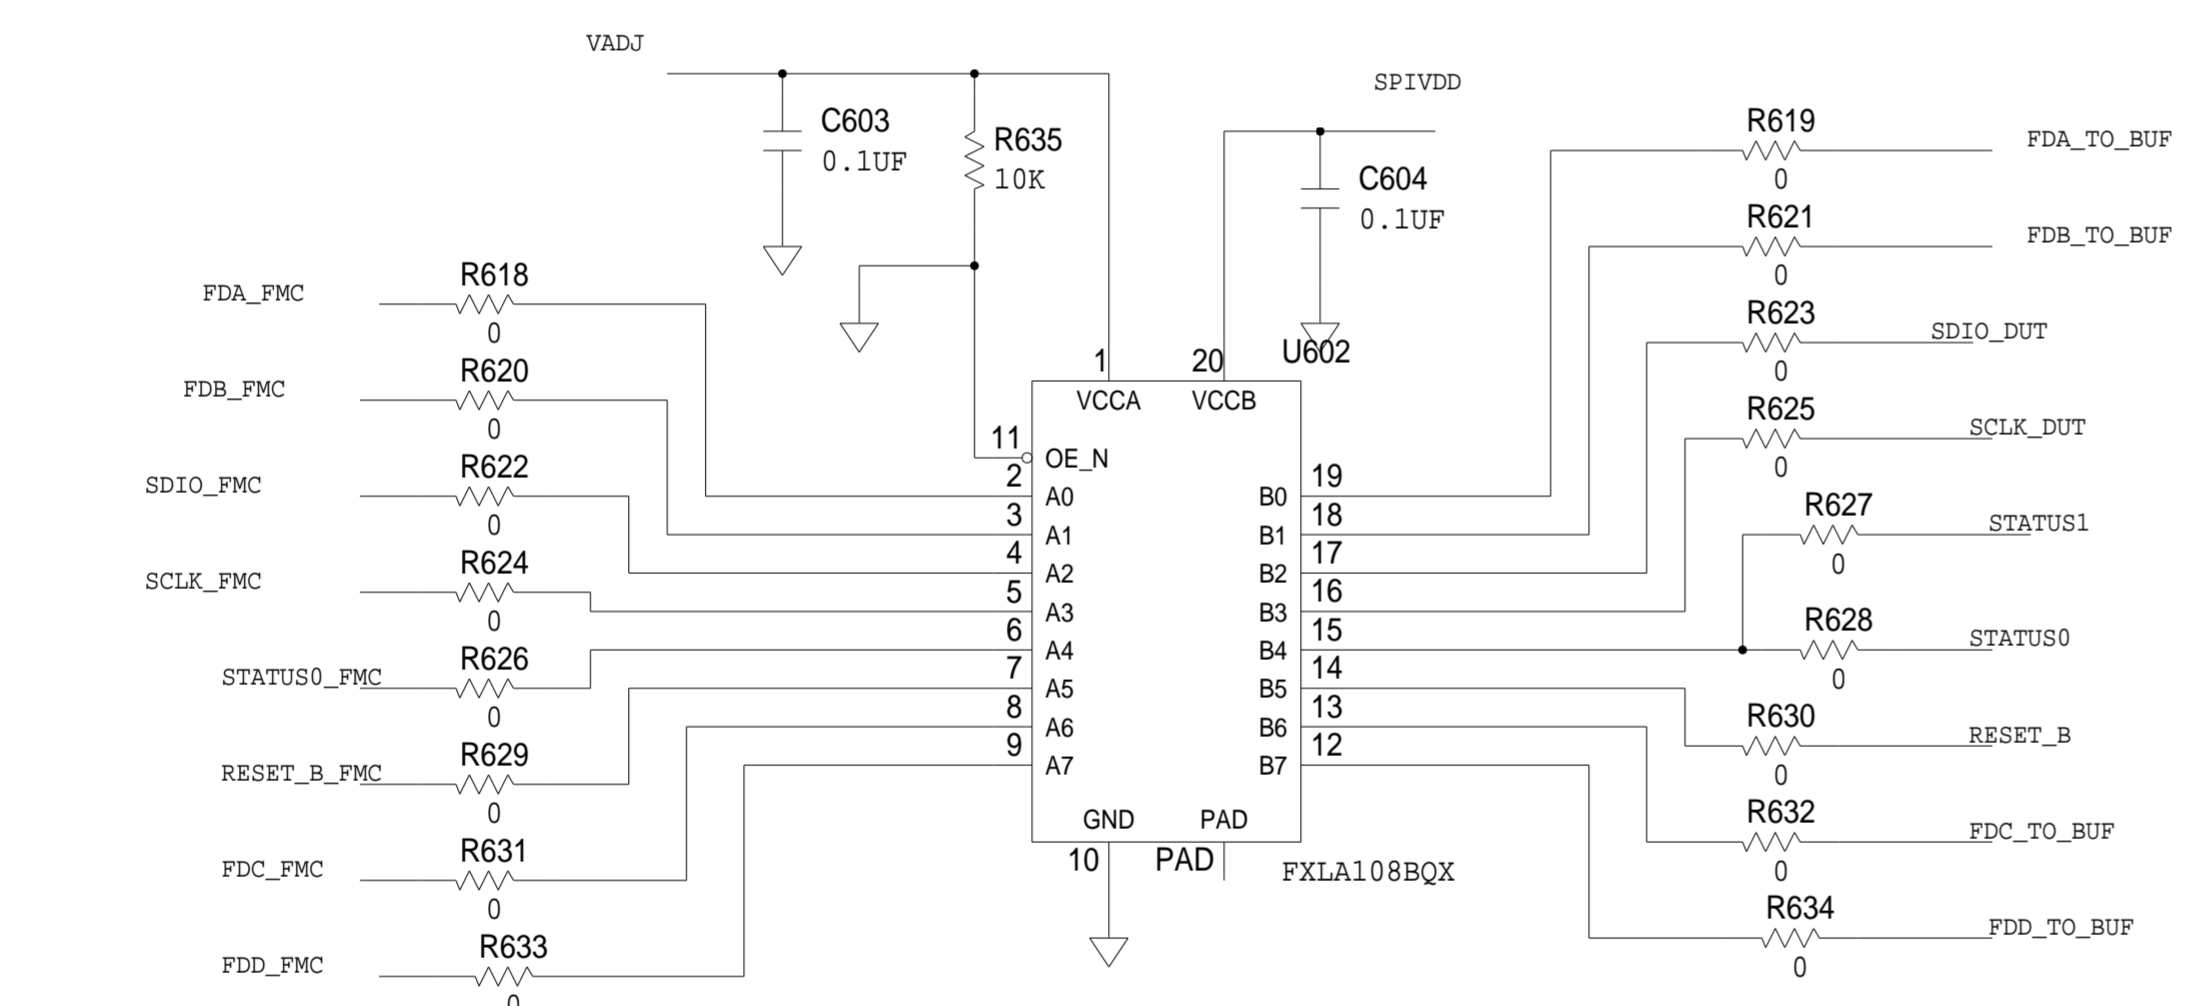 VADJ
SPIVDD
C603
0.1UF
R635
10K
C604
0.1UF
R619
0
FDA_TO_BUF
R621
0
FDB_TO_BUF
R623
0
SDIO_DUT
R625
0
SCLK_DUT
R627
0
STATUS1
R628
0
STATUS0
R630
0
RESET_B
R632
0
FDC_TO_BUF
R634
0
FDD_TO_BUF
FDA_FMC
R618
0
FDB_FMC
R620
0
SDIO_FMC
R622
0
SCLK_FMC
R624
0
STATUS0_FMC
R626
0
RESET_B_FMC
R629
0
FDC_FMC
R631
0
FDD_FMC
R633
0
U602
1 20
VCCA VCCB
11 OE_N
2 A0 B0 19
3 A1 B1 18
4 A2 B2 17
5 A3 B3 16
6 A4 B4 15
7 A5 B5 14
8 A6 B6 13
9 A7 B7 12
GND PAD
10 PAD
FXLA108BQX